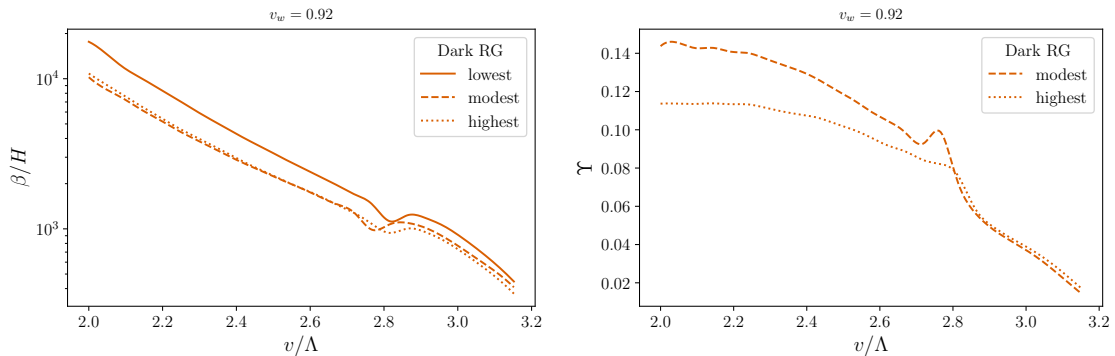 v_w = 0.92
β/H
10^4
10^3
Dark RG
lowest
modest
highest
2.0 2.2 2.4 2.6 2.8 3.0 3.2
v/Λ
v_w = 0.92
ϒ
0.14
0.12
0.10
0.08
0.06
0.04
0.02
Dark RG
modest
highest
2.0 2.2 2.4 2.6 2.8 3.0 3.2
v/Λ